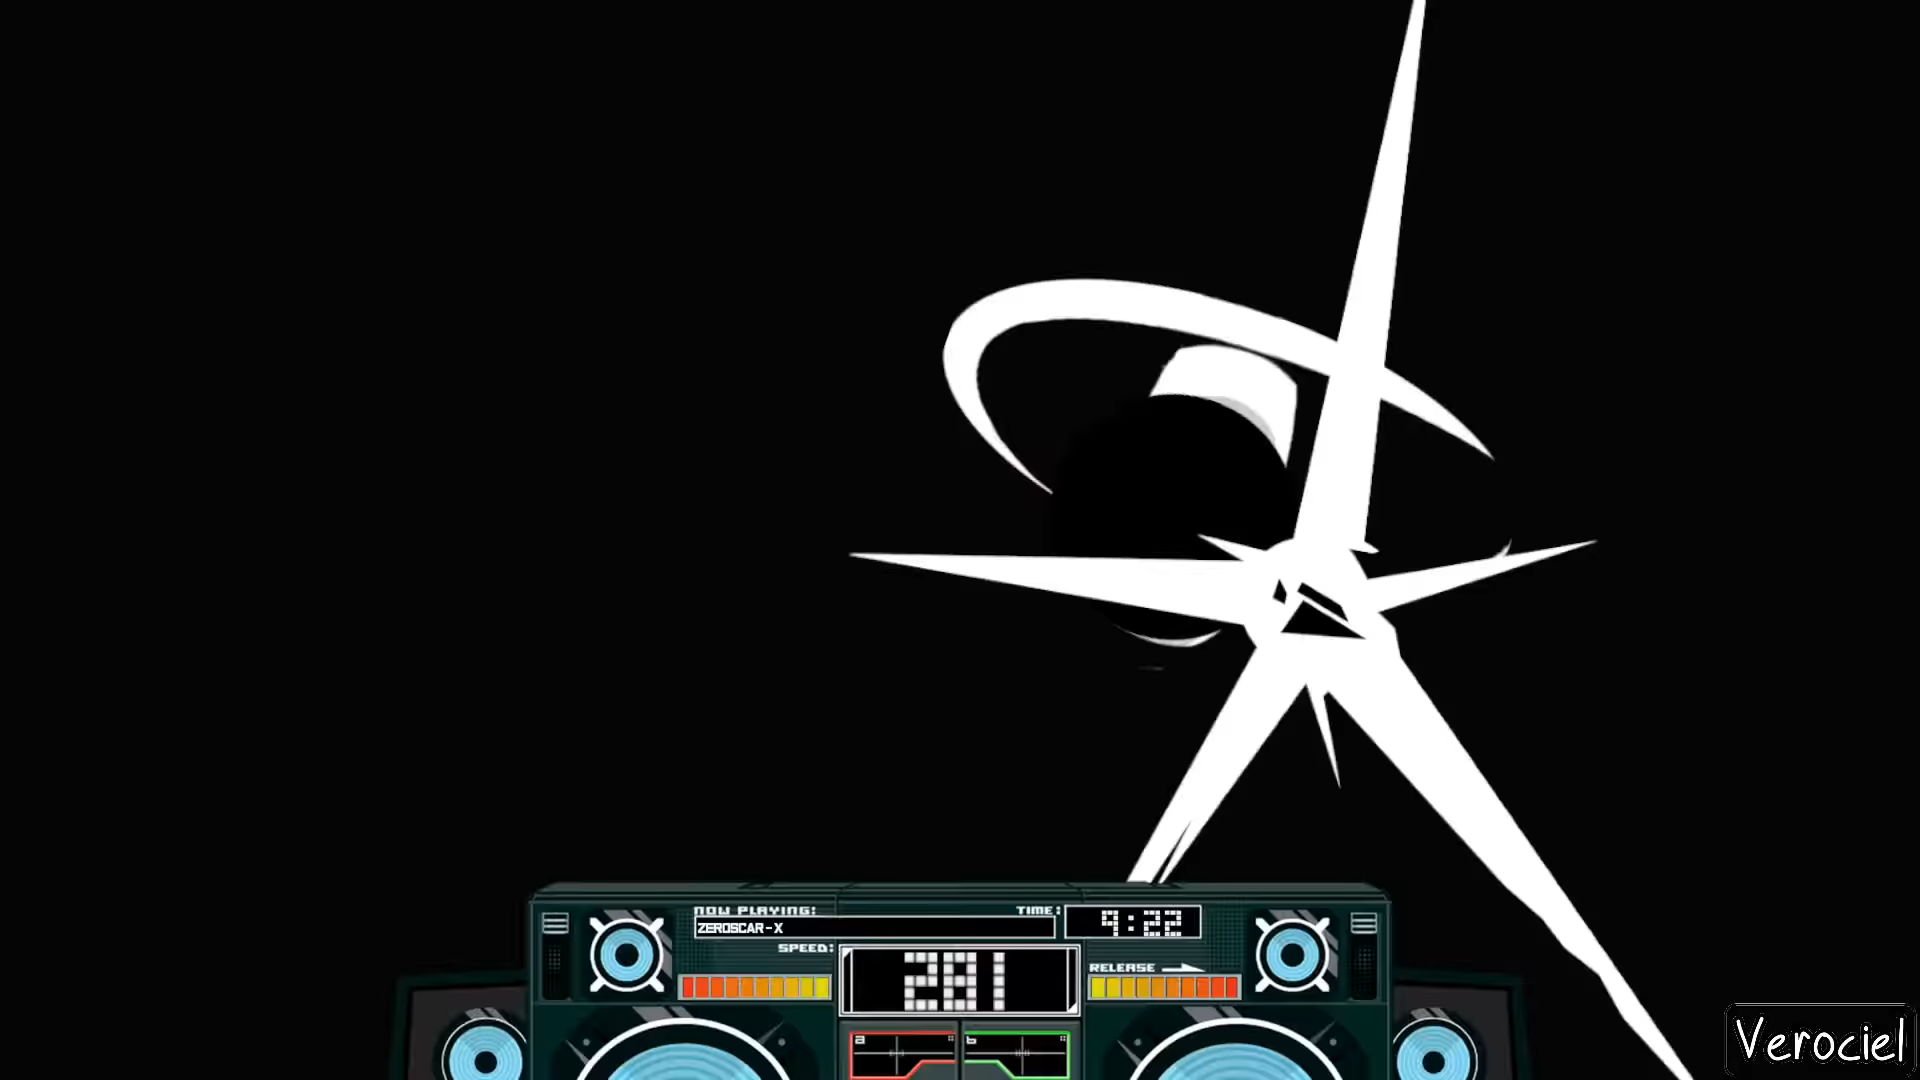 NOW PLAYING:
ZEROSCAR-X
TIME: 9:22
SPEED: 281
RELEASE
a
b
Verociel